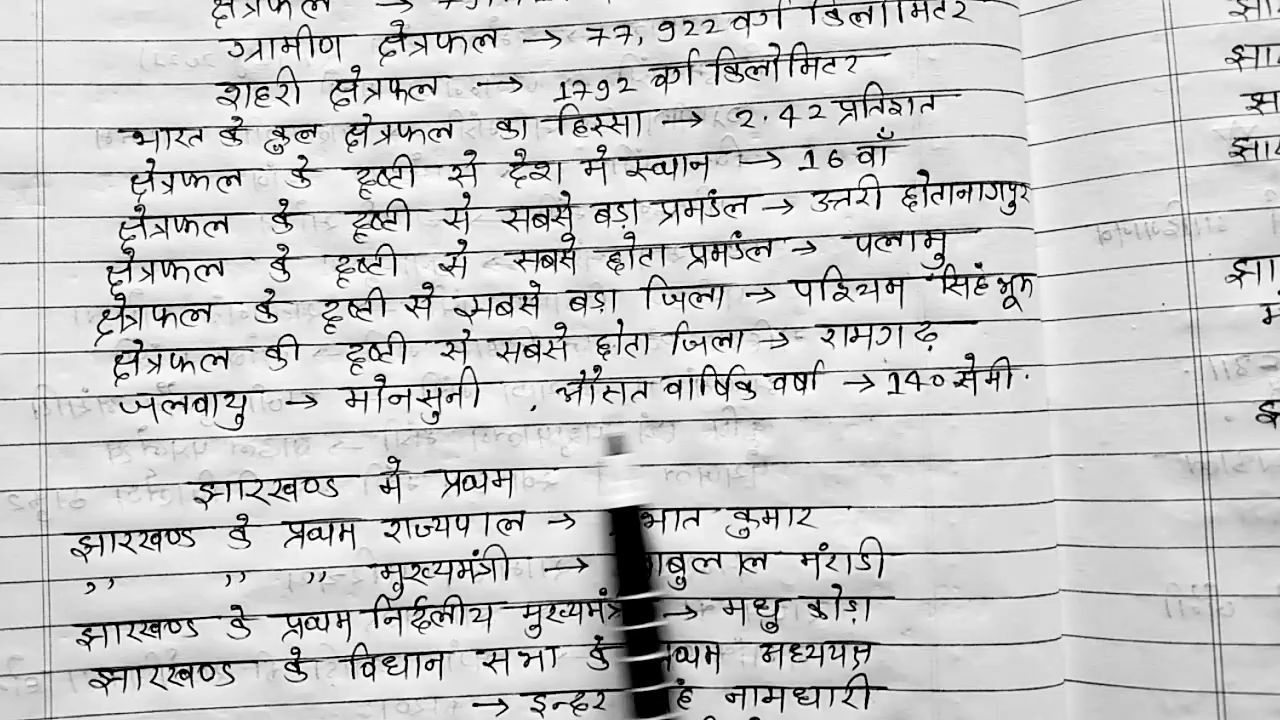 क्षेत्रफल →
ग्रामीण क्षेत्रफल → 77,922 वर्ग किलोमिटर
शहरी क्षेत्रफल → 1792 वर्ग किलोमिटर
भारत के कुल क्षेत्रफल का हिस्सा → 2.42 प्रतिशत
क्षेत्रफल के दृष्टी से देश मे स्थान → 16 वाँ
क्षेत्रफल के दृष्टी से सबसे बड़ा प्रमंडल → उत्तरी छोतानागपुर
क्षेत्रफल के दृष्टी से सबसे छोटा प्रमंडल → पलामु
क्षेत्रफल के दृष्टी से सबसे बड़ा जिला → पश्चिम सिहंभूम
क्षेत्रफल की दृष्टी से सबसे छोटा जिला → रामगढ़
जलवायु → मोनसुनी , औसत वार्षिक वर्षा → 140 सेमी.
झारखण्ड मे प्रथम
झारखण्ड के प्रथम राज्यपाल → भात कुमार
,, ,, ,, मुख्यमंत्री → बुलाल मंराडी
झारखण्ड के प्रथम निर्दलीय मुख्यमंत्र → मधु कोड़ा
झारखण्ड के विधान सभा के थम अध्यक्ष
→ इन्दर ह नामधारी